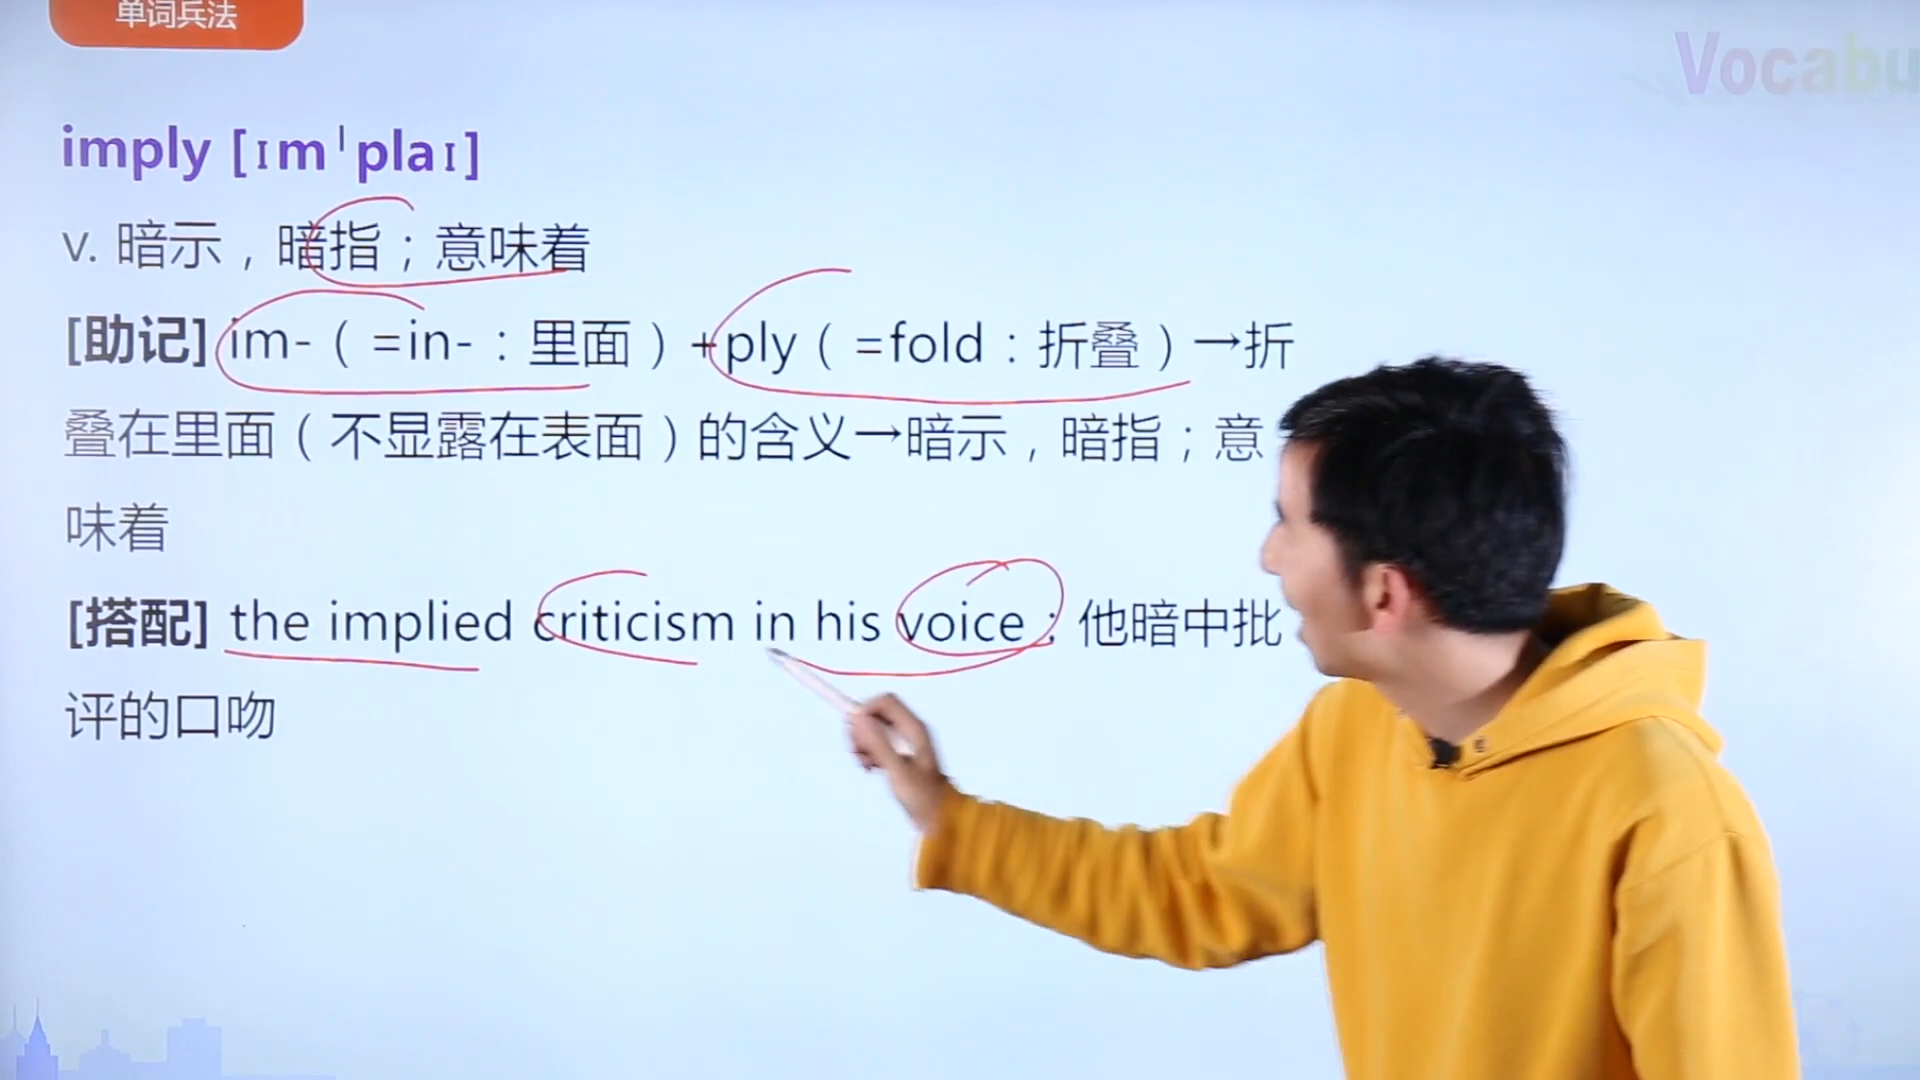 单词兵法
Vocabu
imply [ɪmˈplaɪ]
v. 暗示，暗指；意味着
[助记] im-（=in-：里面）+ply（=fold：折叠）→折
叠在里面（不显露在表面）的含义→暗示，暗指；意
味着
[搭配] the implied criticism in his voice：他暗中批
评的口吻